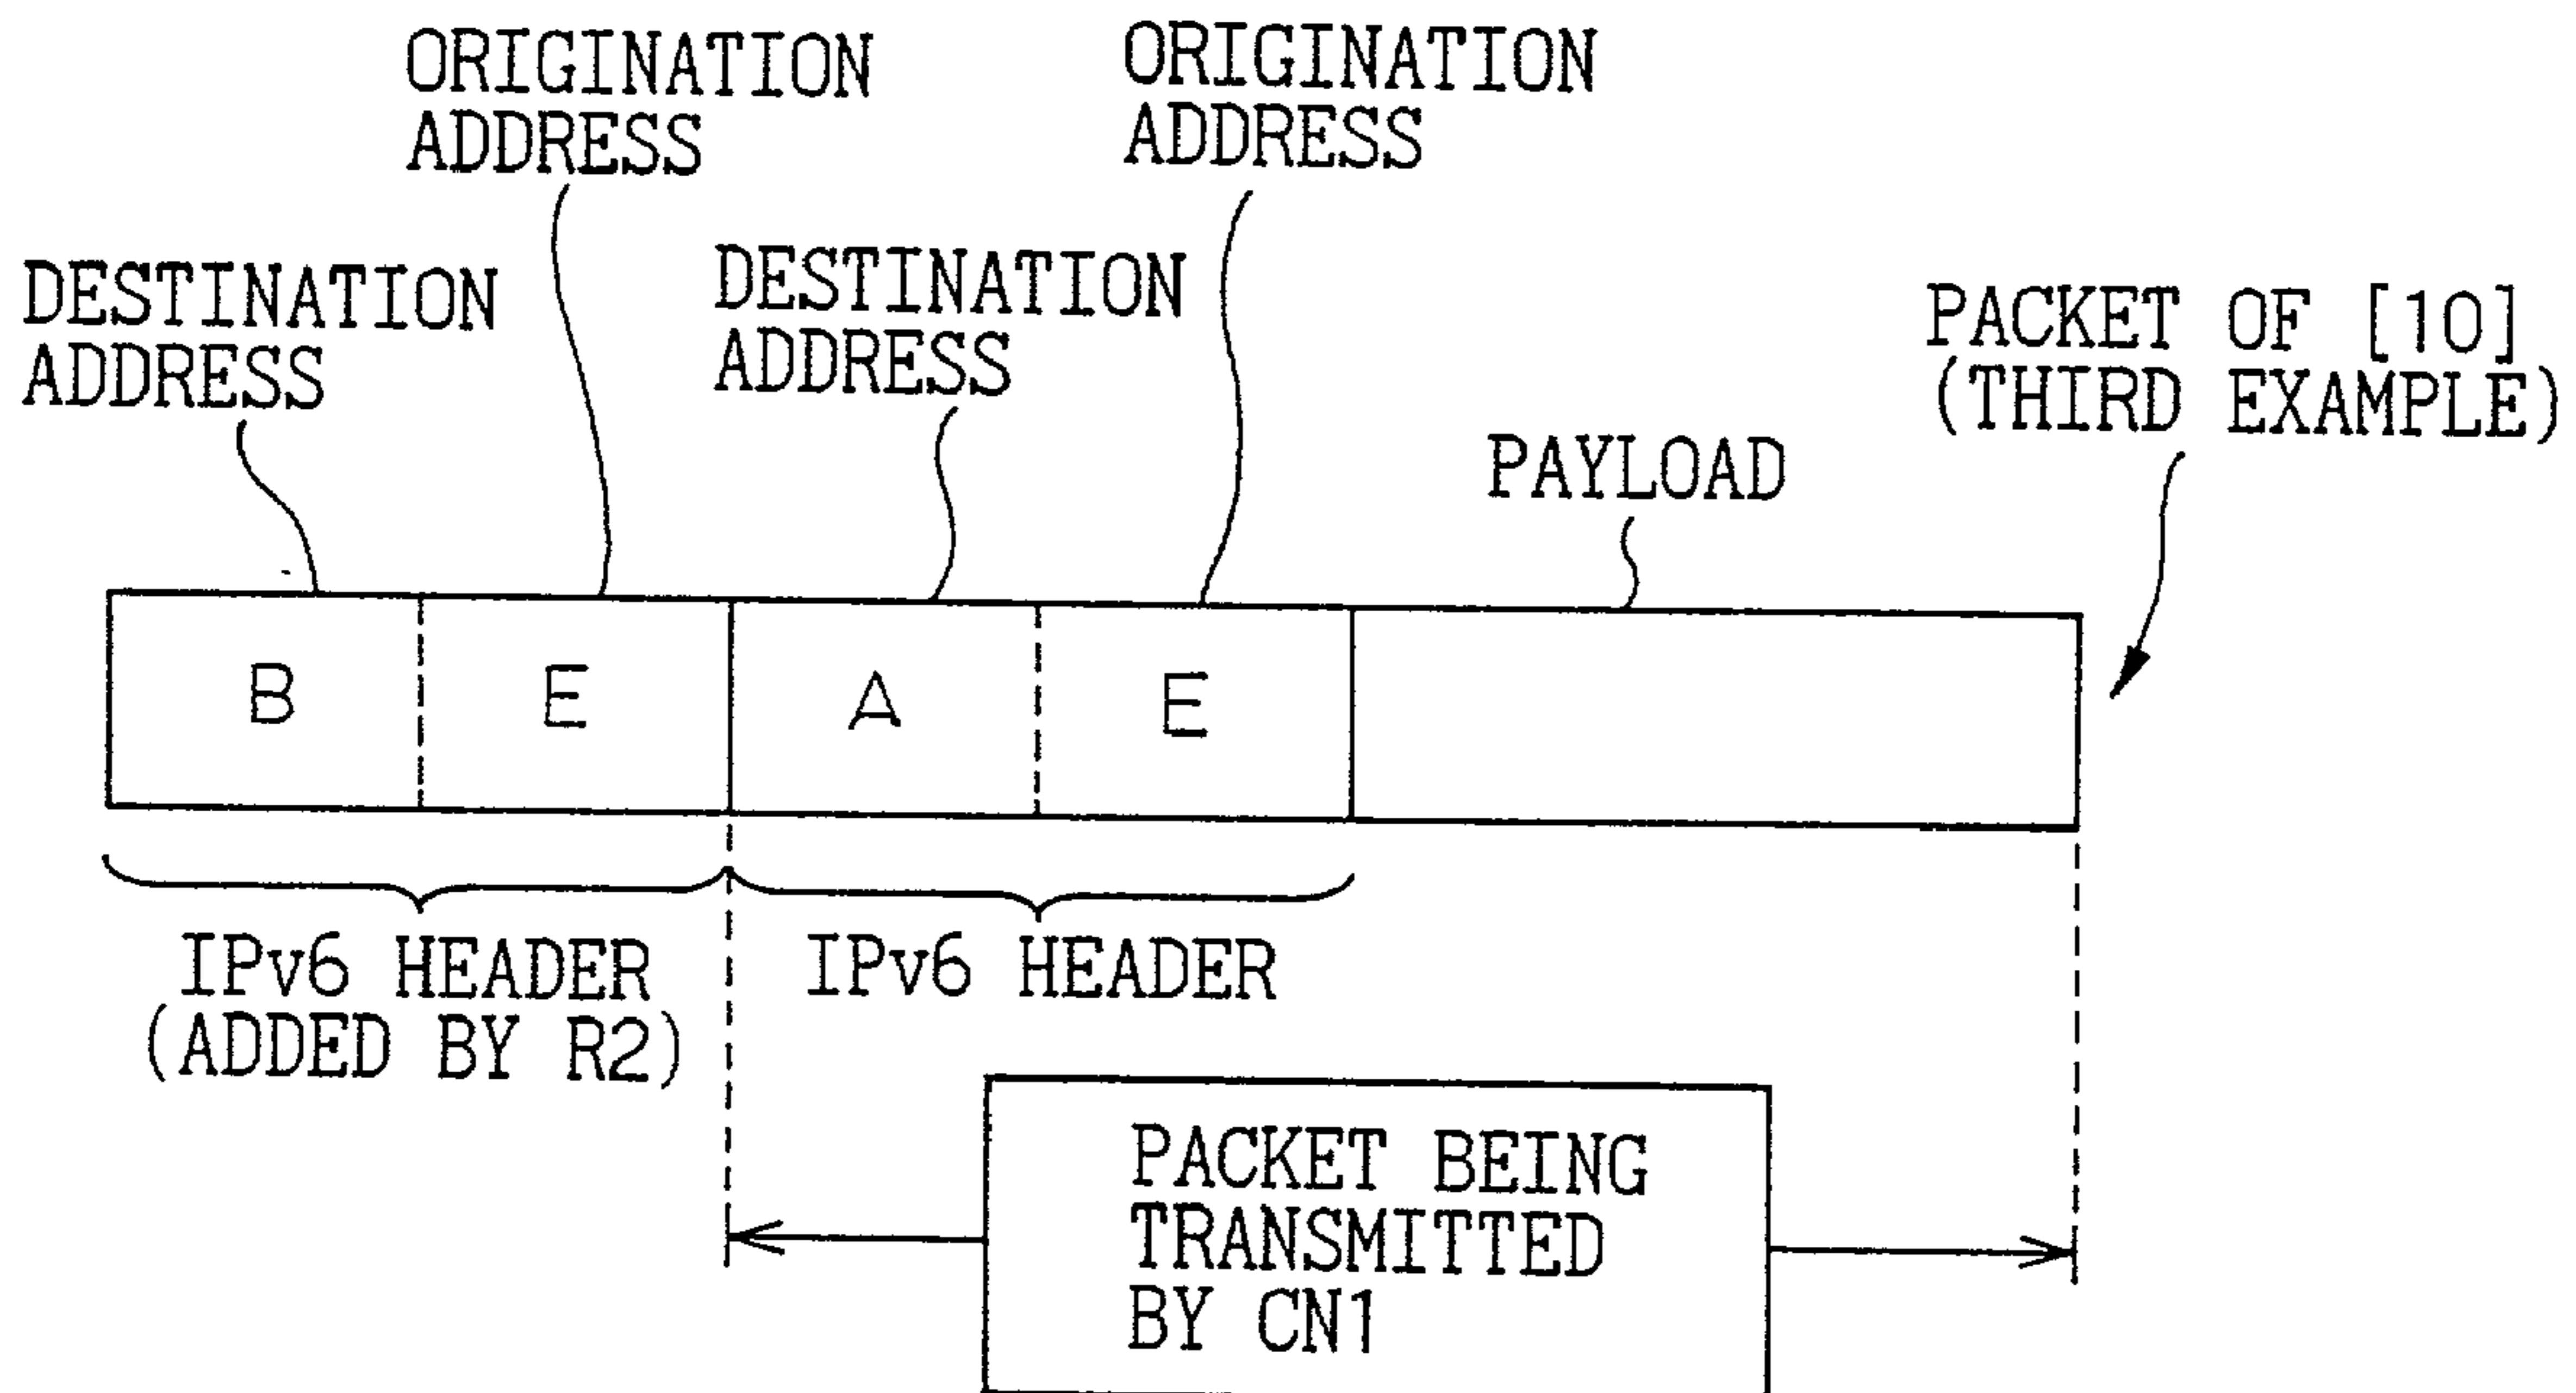 ORIGINATION
ADDRESS
ORIGINATION
ADDRESS
DESTINATION
ADDRESS
DESTINATION
ADDRESS
PACKET OF [10]
(THIRD EXAMPLE)
PAYLOAD
B
E
A
E
IPv6 HEADER
(ADDED BY R2)
IPv6 HEADER
PACKET BEING
TRANSMITTED
BY CN1